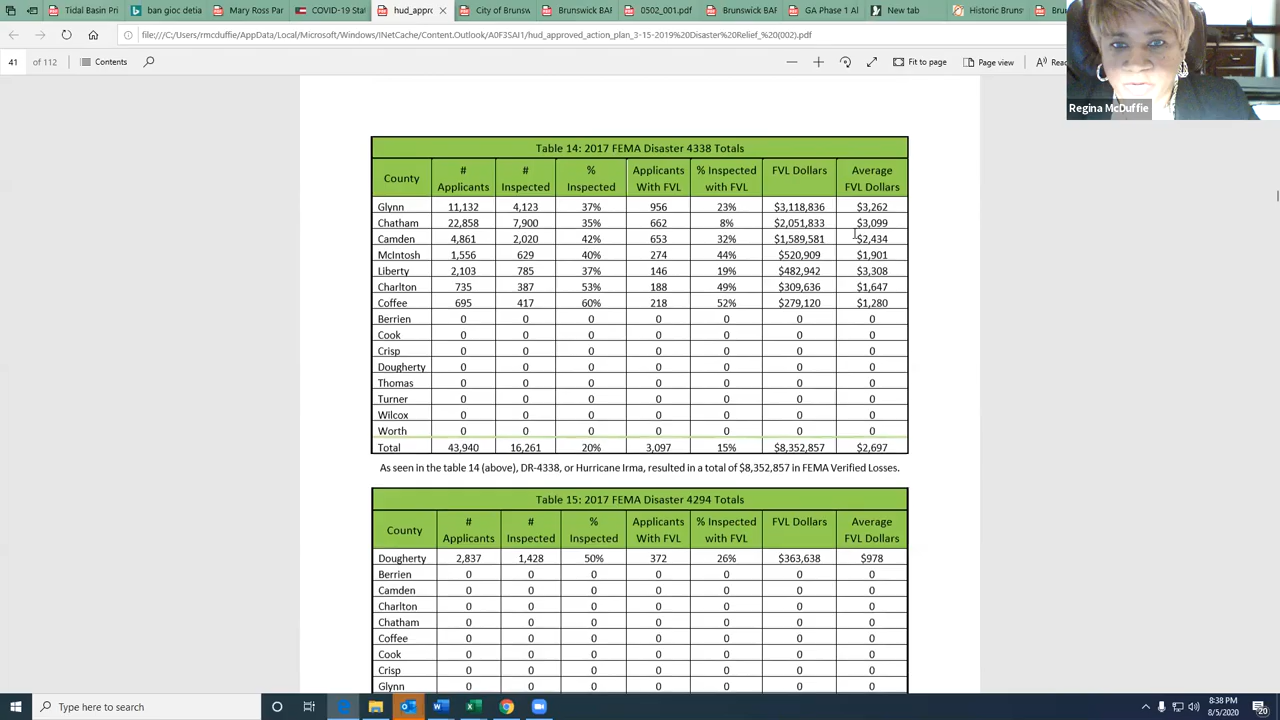 Tidal Basin Pri
ban gioc detia
Mary Ross Par
COVID-19 Stat
hud_appro
City of Brunsv
Brunswick BAF
0502_001.pdf
Brunswick BAF
GA Phase 1 Al
New tab
Historic Bruns
Brun
file:///C:/Users/rmcduffie/AppData/Local/Microsoft/Windows/INetCache/Content.Outlook/A0F3SAI1/hud_approved_action_plan_3-15-2019%20Disaster%20Relief_%20(002).pdf
41 of 112 Contents Fit to page Page view Rea
Regina McDuffie
Table 14: 2017 FEMA Disaster 4338 Totals
County # Applicants # Inspected % Inspected Applicants With FVL % Inspected with FVL FVL Dollars Average FVL Dollars
Glynn 11,132 4,123 37% 956 23% $3,118,836 $3,262
Chatham 22,858 7,900 35% 662 8% $2,051,833 $3,099
Camden 4,861 2,020 42% 653 32% $1,589,581 $2,434
McIntosh 1,556 629 40% 274 44% $520,909 $1,901
Liberty 2,103 785 37% 146 19% $482,942 $3,308
Charlton 735 387 53% 188 49% $309,636 $1,647
Coffee 695 417 60% 218 52% $279,120 $1,280
Berrien 0 0 0 0 0 0 0
Cook 0 0 0 0 0 0 0
Crisp 0 0 0 0 0 0 0
Dougherty 0 0 0 0 0 0 0
Thomas 0 0 0 0 0 0 0
Turner 0 0 0 0 0 0 0
Wilcox 0 0 0 0 0 0 0
Worth 0 0 0 0 0 0 0
Total 43,940 16,261 20% 3,097 15% $8,352,857 $2,697
As seen in the table 14 (above), DR-4338, or Hurricane Irma, resulted in a total of $8,352,857 in FEMA Verified Losses.
Table 15: 2017 FEMA Disaster 4294 Totals
County # Applicants # Inspected % Inspected Applicants With FVL % Inspected with FVL FVL Dollars Average FVL Dollars
Dougherty 2,837 1,428 50% 372 26% $363,638 $978
Berrien 0 0 0 0 0 0 0
Camden 0 0 0 0 0 0 0
Charlton 0 0 0 0 0 0 0
Chatham 0 0 0 0 0 0 0
Coffee 0 0 0 0 0 0 0
Cook 0 0 0 0 0 0 0
Crisp 0 0 0 0 0 0 0
Glynn 0 0 0 0 0 0 0
Type here to search
8:38 PM
8/5/2020
20